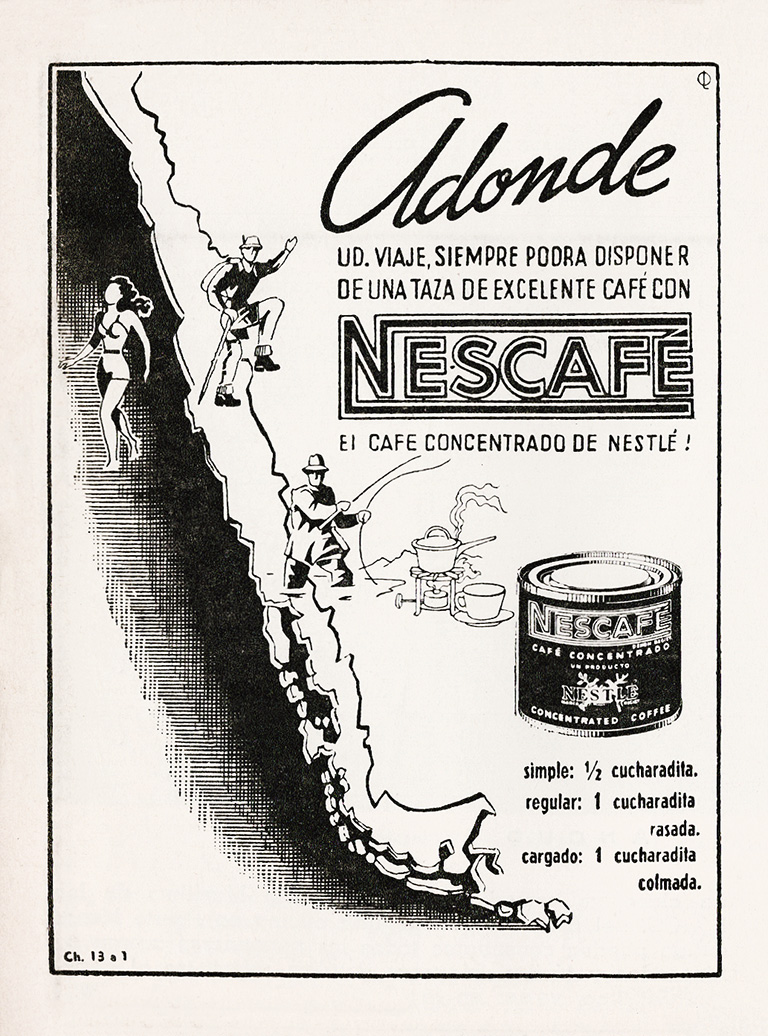 Adonde
UD. VIAJE, SIEMPRE PODRA DISPONER
DE UNA TAZA DE EXCELENTE CAFÉ CON
NESCAFÉ
El CAFE CONCENTRADO DE NESTLÉ !
NESCAFÉ
CAFÉ CONCENTRADO
UN PRODUCTO
NESTLÉ
CONCENTRATED COFFEE
simple: ½ cucharadita.
regular: 1 cucharadita
rasada.
cargado: 1 cucharadita
colmada.
Ch. 13 a 1